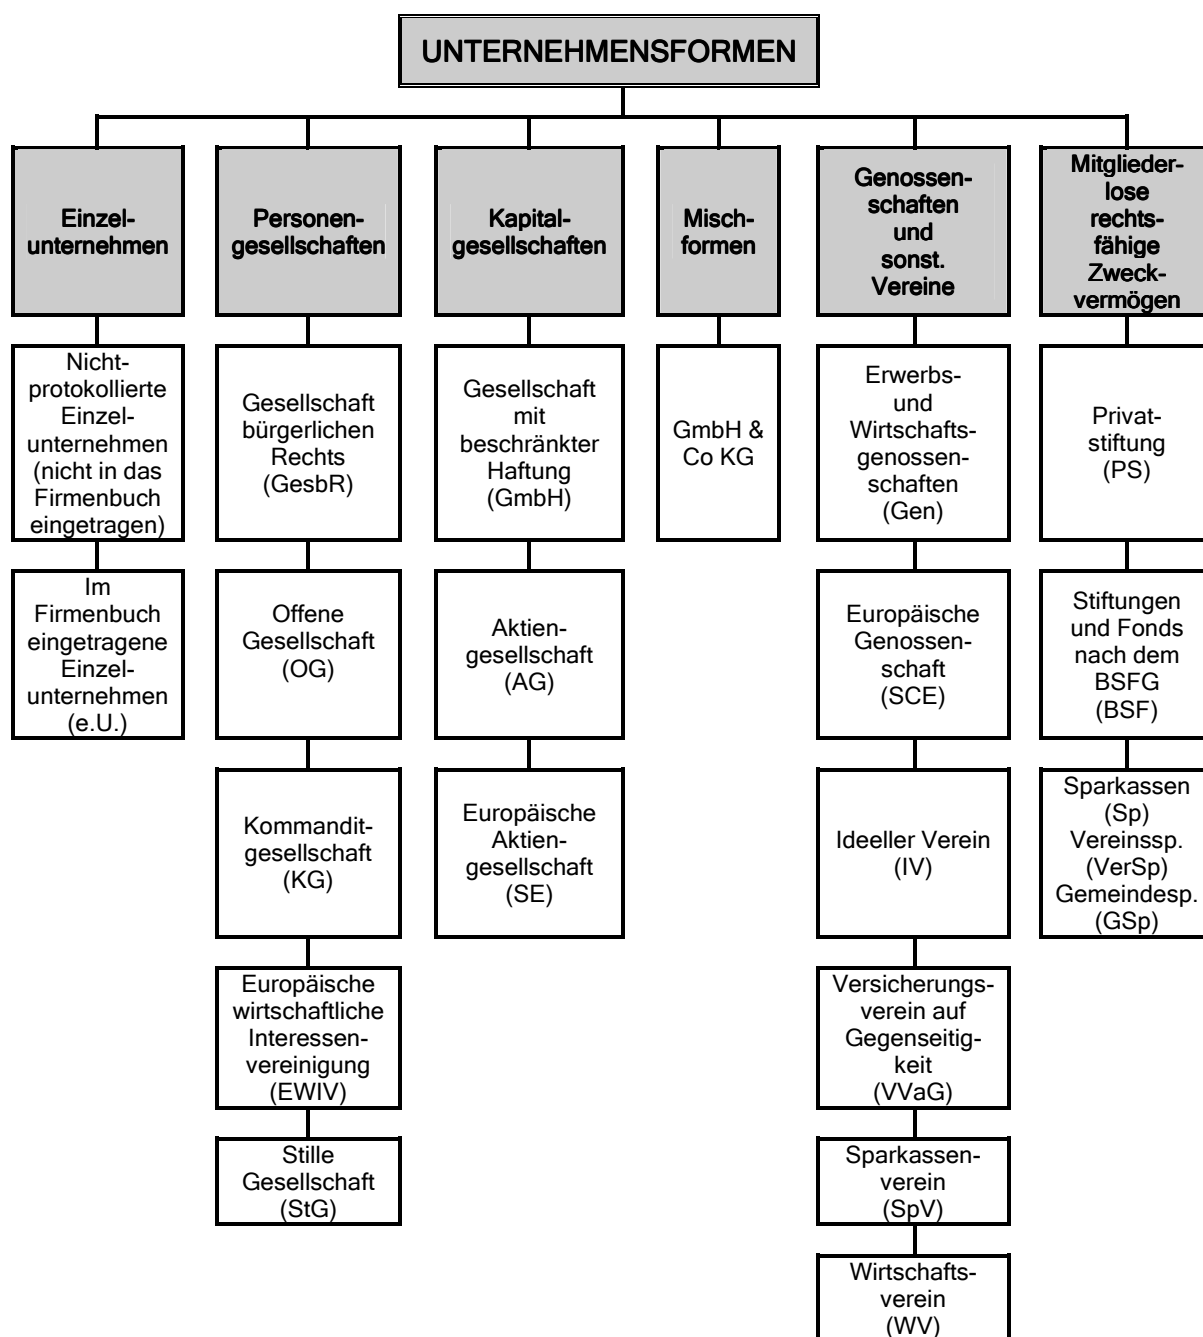 UNTERNEHMENSFORMEN
Einzel-
unternehmen
Personen-
gesellschaften
Kapital-
gesellschaften
Misch-
formen
Genossen-
schaften
und
sonst.
Vereine
Mitglieder-
lose
rechts-
fähige
Zweck-
vermögen
Nicht-
protokollierte
Einzel-
unternehmen
(nicht in das
Firmenbuch
eingetragen)
Gesellschaft
bürgerlichen
Rechts
(GesbR)
Gesellschaft
mit
beschränkter
Haftung
(GmbH)
GmbH &
Co KG
Erwerbs-
und
Wirtschafts-
genossen-
schaften
(Gen)
Privat-
stiftung
(PS)
Im
Firmenbuch
eingetragene
Einzel-
unternehmen
(e.U.)
Offene
Gesellschaft
(OG)
Aktien-
gesellschaft
(AG)
Europäische
Genossen-
schaft
(SCE)
Stiftungen
und Fonds
nach dem
BSFG
(BSF)
Kommandit-
gesellschaft
(KG)
Europäische
Aktien-
gesellschaft
(SE)
Ideeller Verein
(IV)
Sparkassen
(Sp)
Vereinssp.
(VerSp)
Gemeindesp.
(GSp)
Europäische
wirtschaftliche
Interessen-
vereinigung
(EWIV)
Versicherungs-
verein auf
Gegenseitig-
keit
(VVaG)
Stille
Gesellschaft
(StG)
Sparkassen-
verein
(SpV)
Wirtschafts-
verein
(WV)